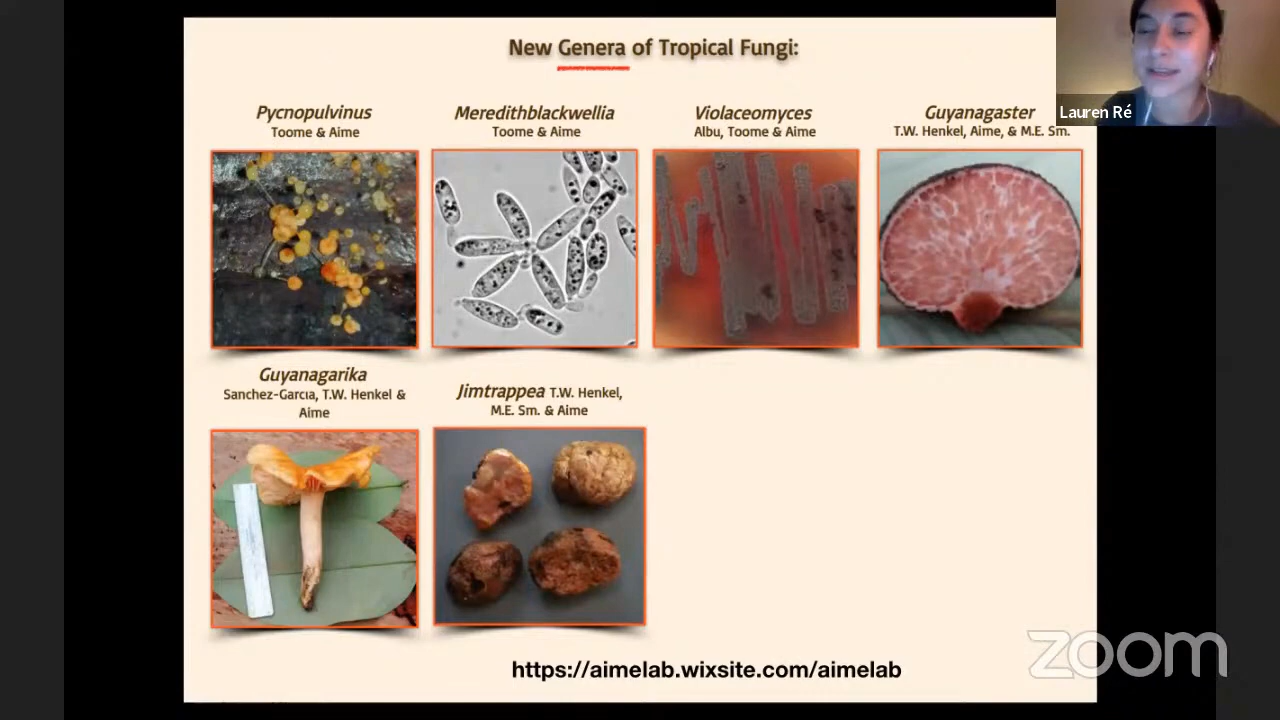 New Genera of Tropical Fungi:
Lauren Ré
Pycnopulvinus
Toome & Aime
Meredithblackwellia
Toome & Aime
Violaceomyces
Albu, Toome & Aime
Guyanagaster
T.W. Henkel, Aime, & M.E. Sm.
Guyanagarika
Sanchez-Garcıa, T.W. Henkel &
Aime
Jimtrappea T.W. Henkel,
M.E. Sm. & Aime
https://aimelab.wixsite.com/aimelab
zoom